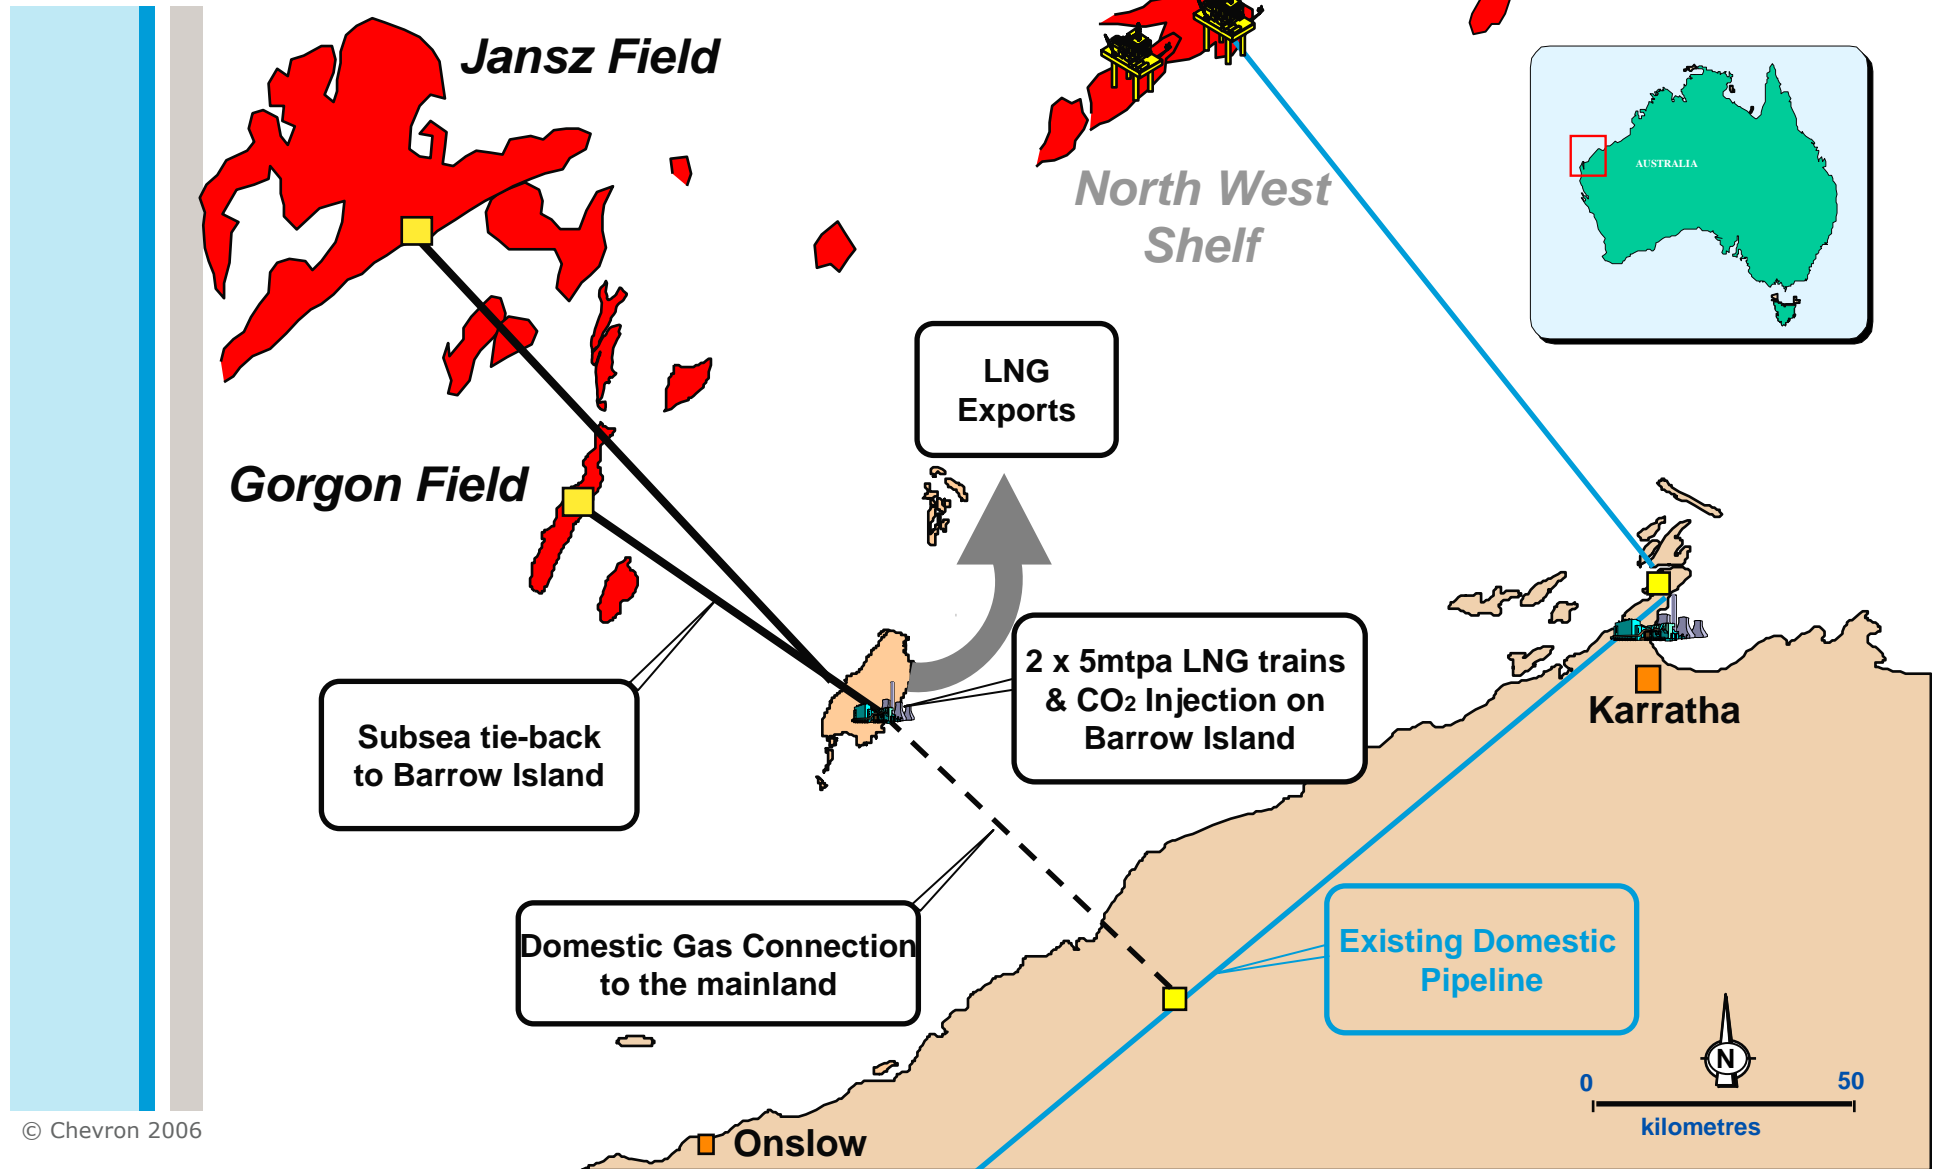 Jansz Field
North West
Shelf
AUSTRALIA
LNG
Exports
Gorgon Field
2 x 5mtpa LNG trains
& CO2 Injection on
Barrow Island
Karratha
Subsea tie-back
to Barrow Island
Domestic Gas Connection
to the mainland
Existing Domestic
Pipeline
N
0
50
kilometres
© Chevron 2006
Onslow